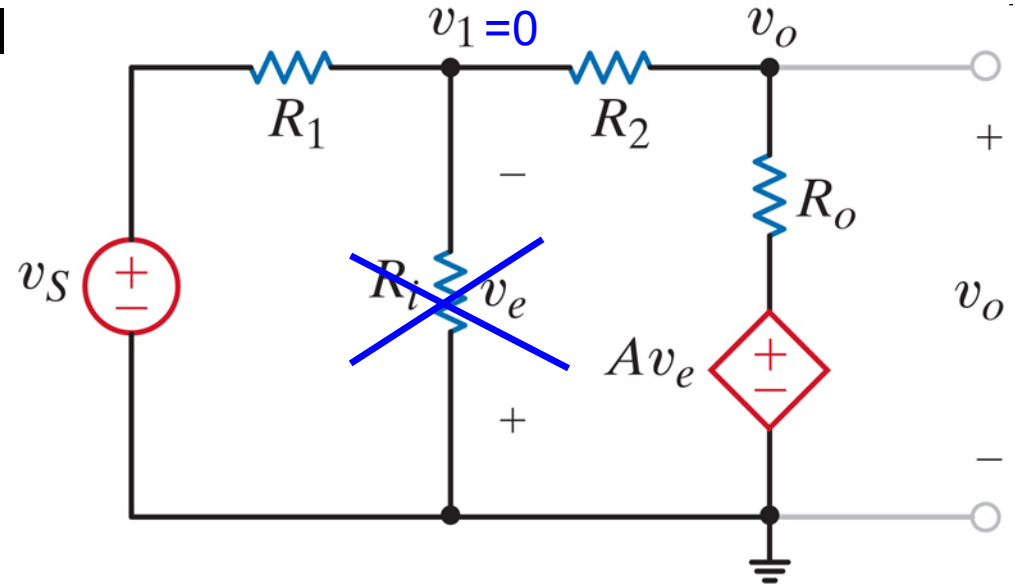 v₁ =0
vₒ
R₁
R₂
−
+
Rₒ
vS
+
−
Rᵢ
vₑ
vₒ
Avₑ
+
−
+
−